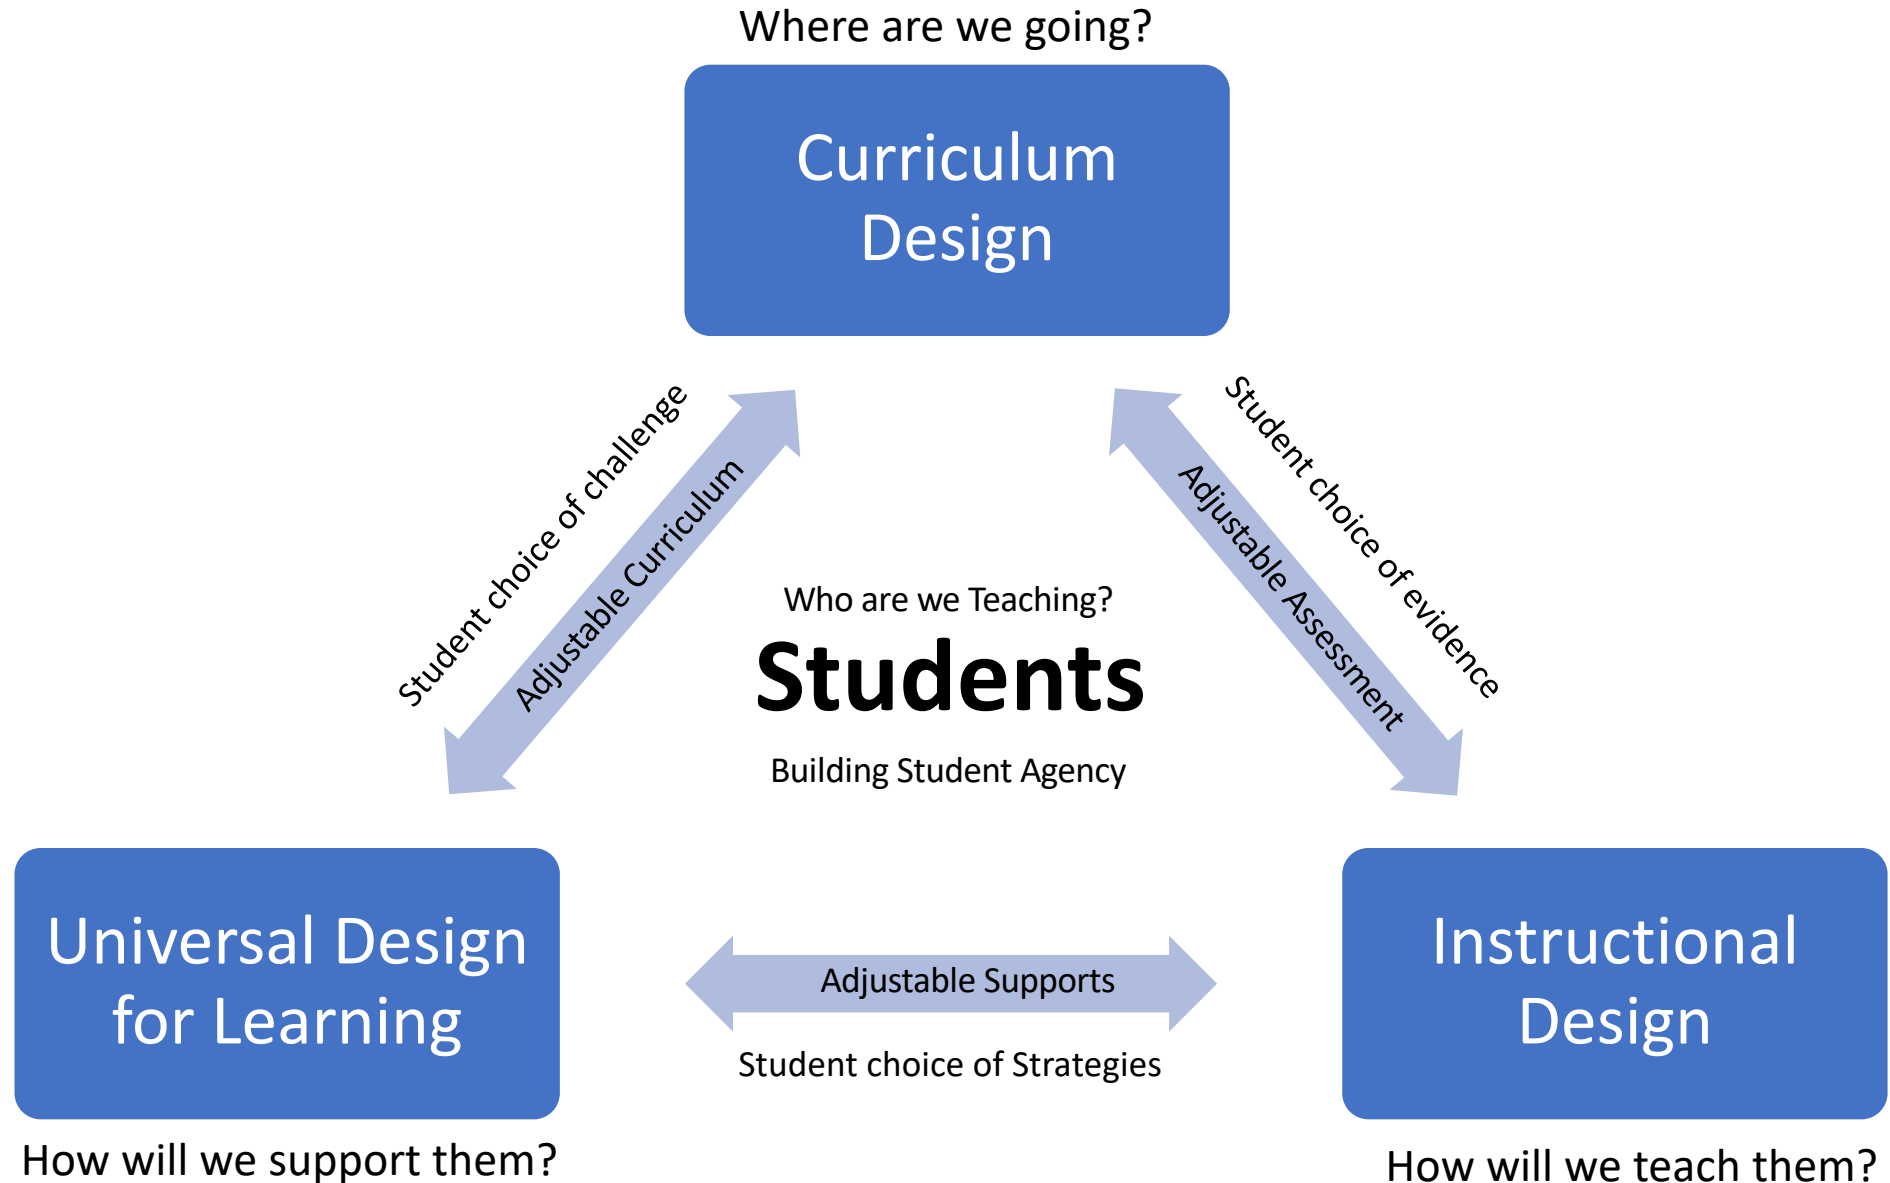 Where are we going?
Curriculum
Design
Student choice of challenge
Adjustable Curriculum
Adjustable Assessment
Student choice of evidence
Who are we Teaching?
Students
Building Student Agency
Universal Design
for Learning
Adjustable Supports
Student choice of Strategies
Instructional
Design
How will we support them?
How will we teach them?